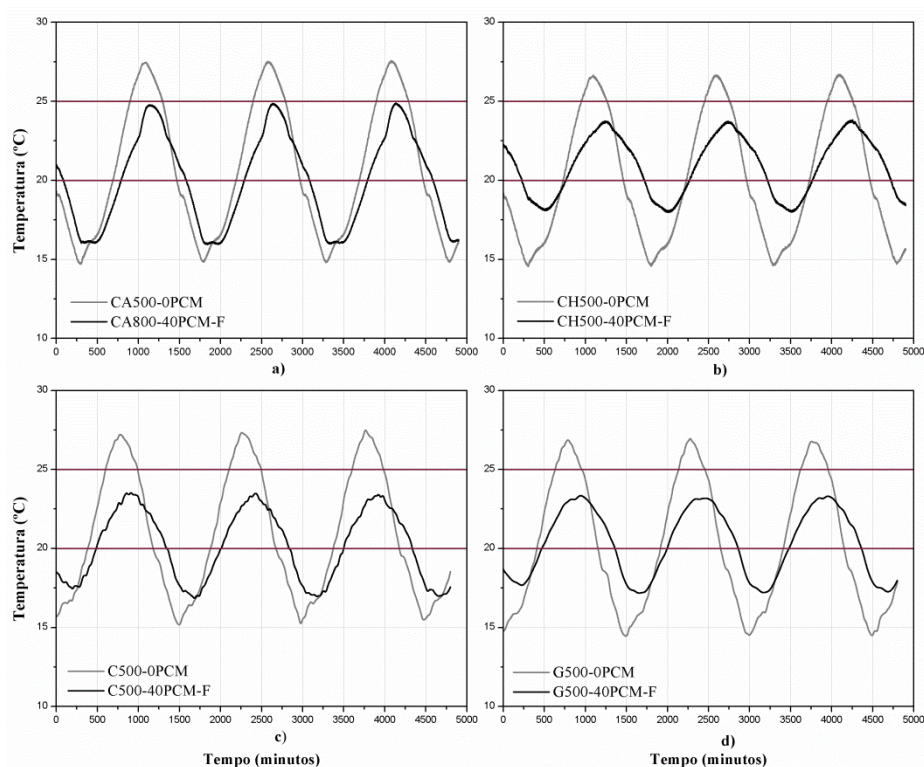 30
25
20
15
10
Temperatura (ºC)
CA500-0PCM
CA800-40PCM-F
0 500 1000 1500 2000 2500 3000 3500 4000 4500 5000
a)
30
25
20
15
10
CH500-0PCM
CH500-40PCM-F
0 500 1000 1500 2000 2500 3000 3500 4000 4500 5000
b)
30
25
20
15
10
Temperatura (ºC)
C500-0PCM
C500-40PCM-F
0 500 1000 1500 2000 2500 3000 3500 4000 4500 5000
c)
Tempo (minutos)
30
25
20
15
10
G500-0PCM
G500-40PCM-F
0 500 1000 1500 2000 2500 3000 3500 4000 4500 5000
d)
Tempo (minutos)